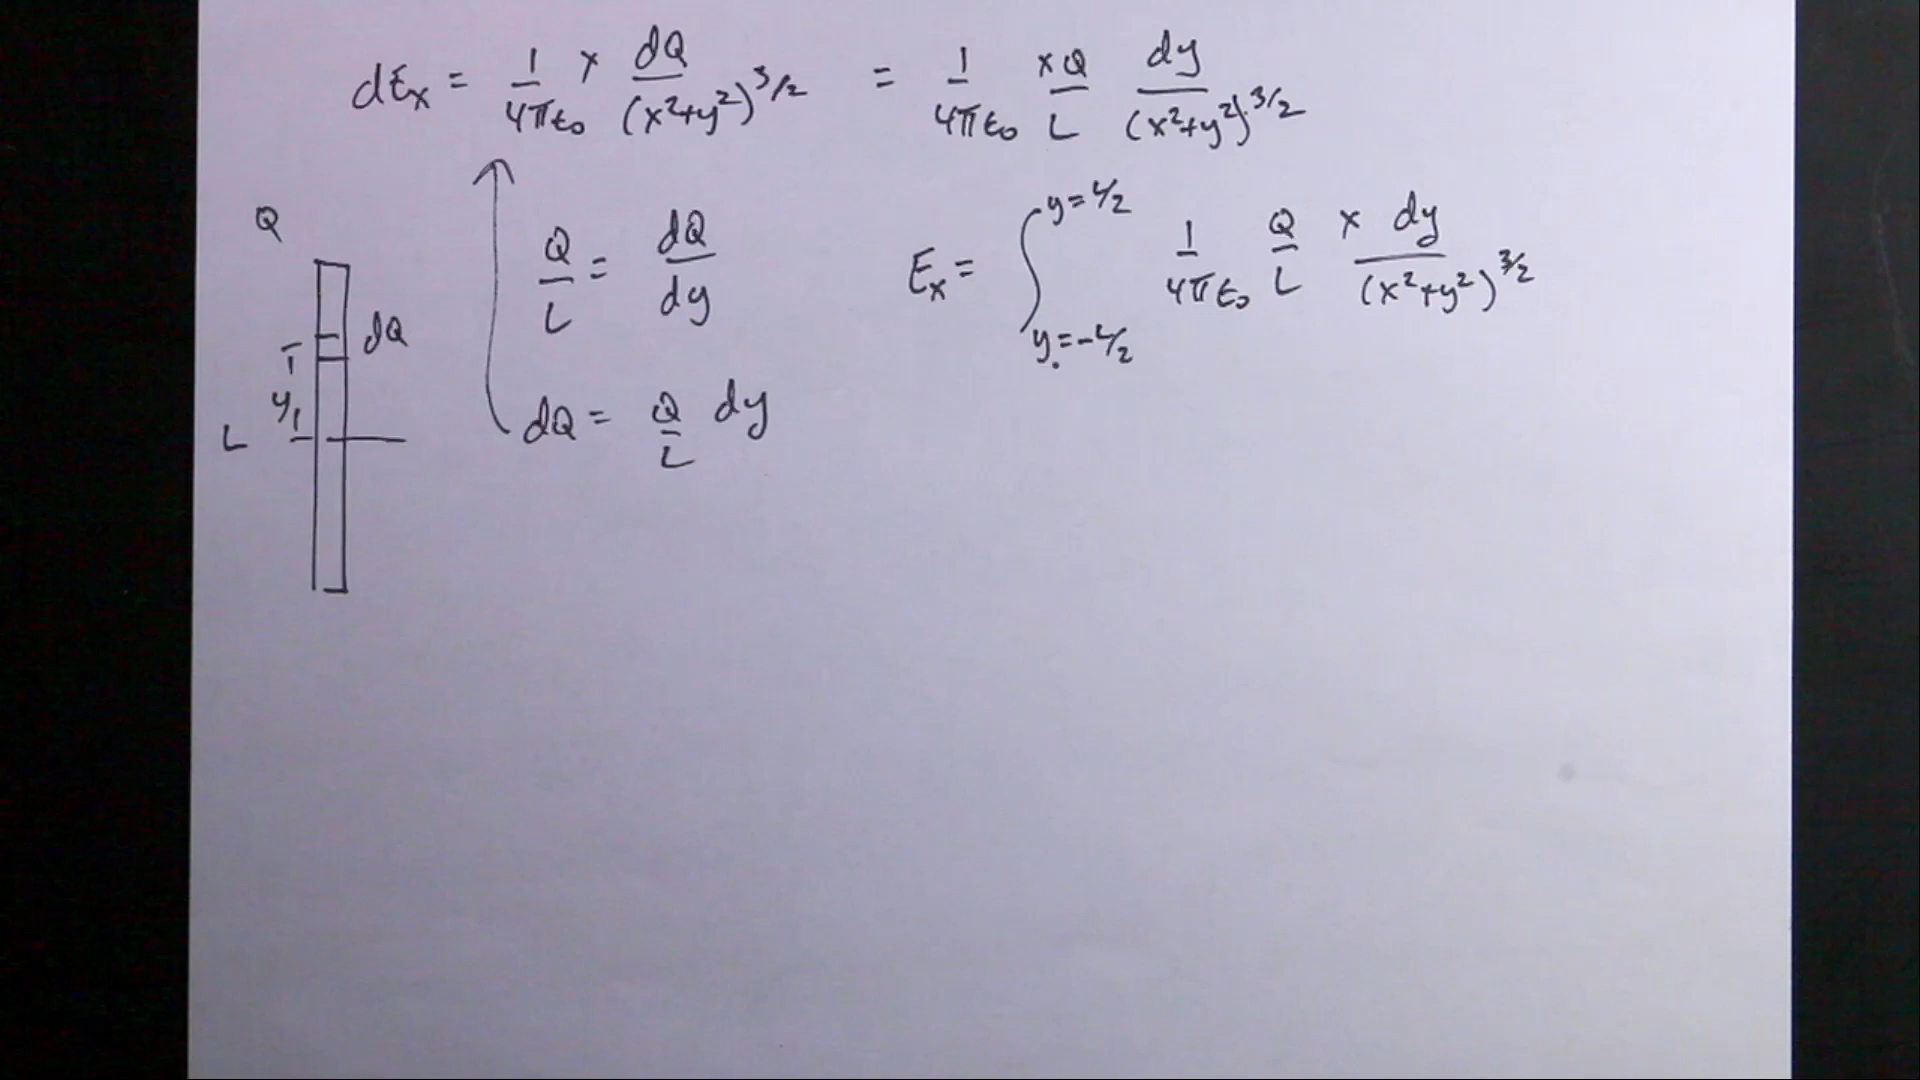 dEx = 1/4πε₀ x dQ/(x²+y²)^3/2 = 1/4πε₀ xQ/L dy/(x²+y²)^3/2
Q
Q/L = dQ/dy
Ex = ∫ y=-L/2 y=L/2 1/4πε₀ Q/L x dy/(x²+y²)^3/2
dQ
y
L
dQ = Q/L dy